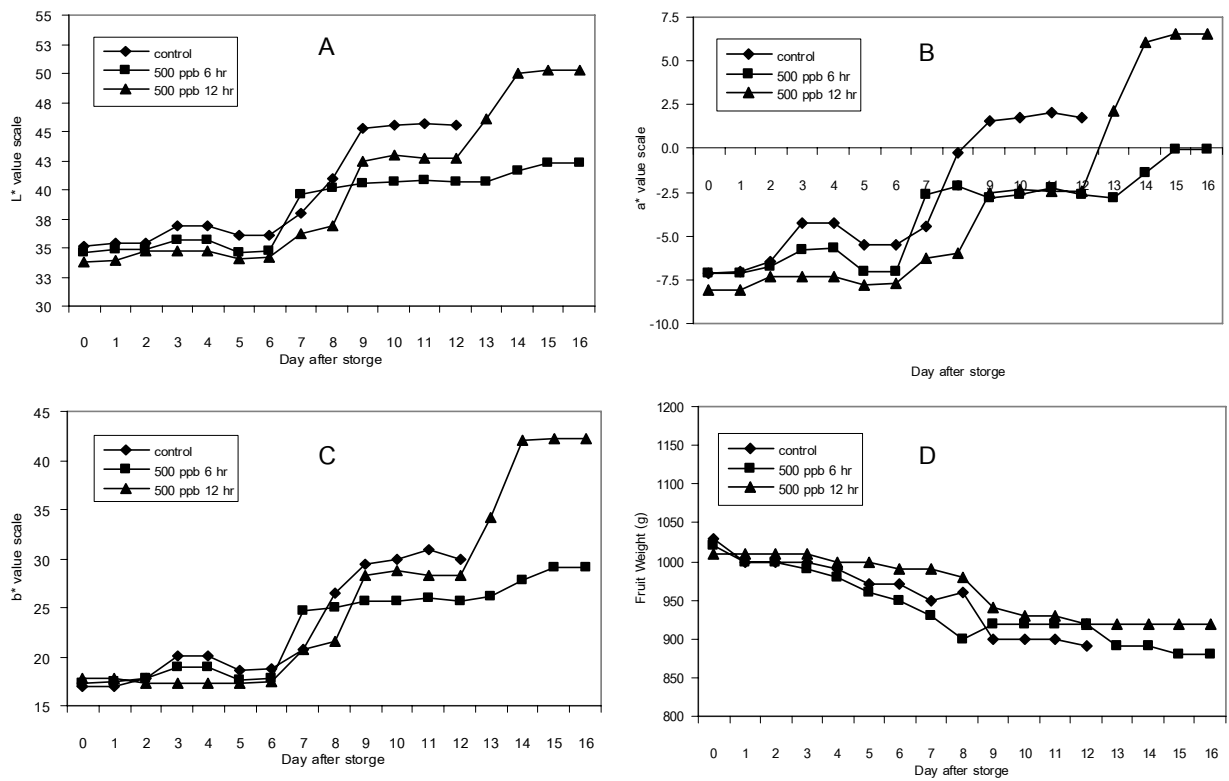 A
L* value scale
55
53
50
48
45
43
40
38
35
33
30
control
500 ppb 6 hr
500 ppb 12 hr
0 1 2 3 4 5 6 7 8 9 10 11 12 13 14 15 16
Day after storge
B
a* value scale
7.5
5.0
2.5
0.0
-2.5
-5.0
-7.5
-10.0
control
500 ppb 6 hr
500 ppb 12 hr
0 1 2 3 4 5 6 7 8 9 10 11 12 13 14 15 16
Day after storge
C
b* value scale
45
40
35
30
25
20
15
control
500 ppb 6 hr
500 ppb 12 hr
0 1 2 3 4 5 6 7 8 9 10 11 12 13 14 15 16
Day after storge
D
Fruit Weight (g)
1200
1150
1100
1050
1000
950
900
850
800
control
500 ppb 6 hr
500 ppb 12 hr
0 1 2 3 4 5 6 7 8 9 10 11 12 13 14 15 16
Day after storge